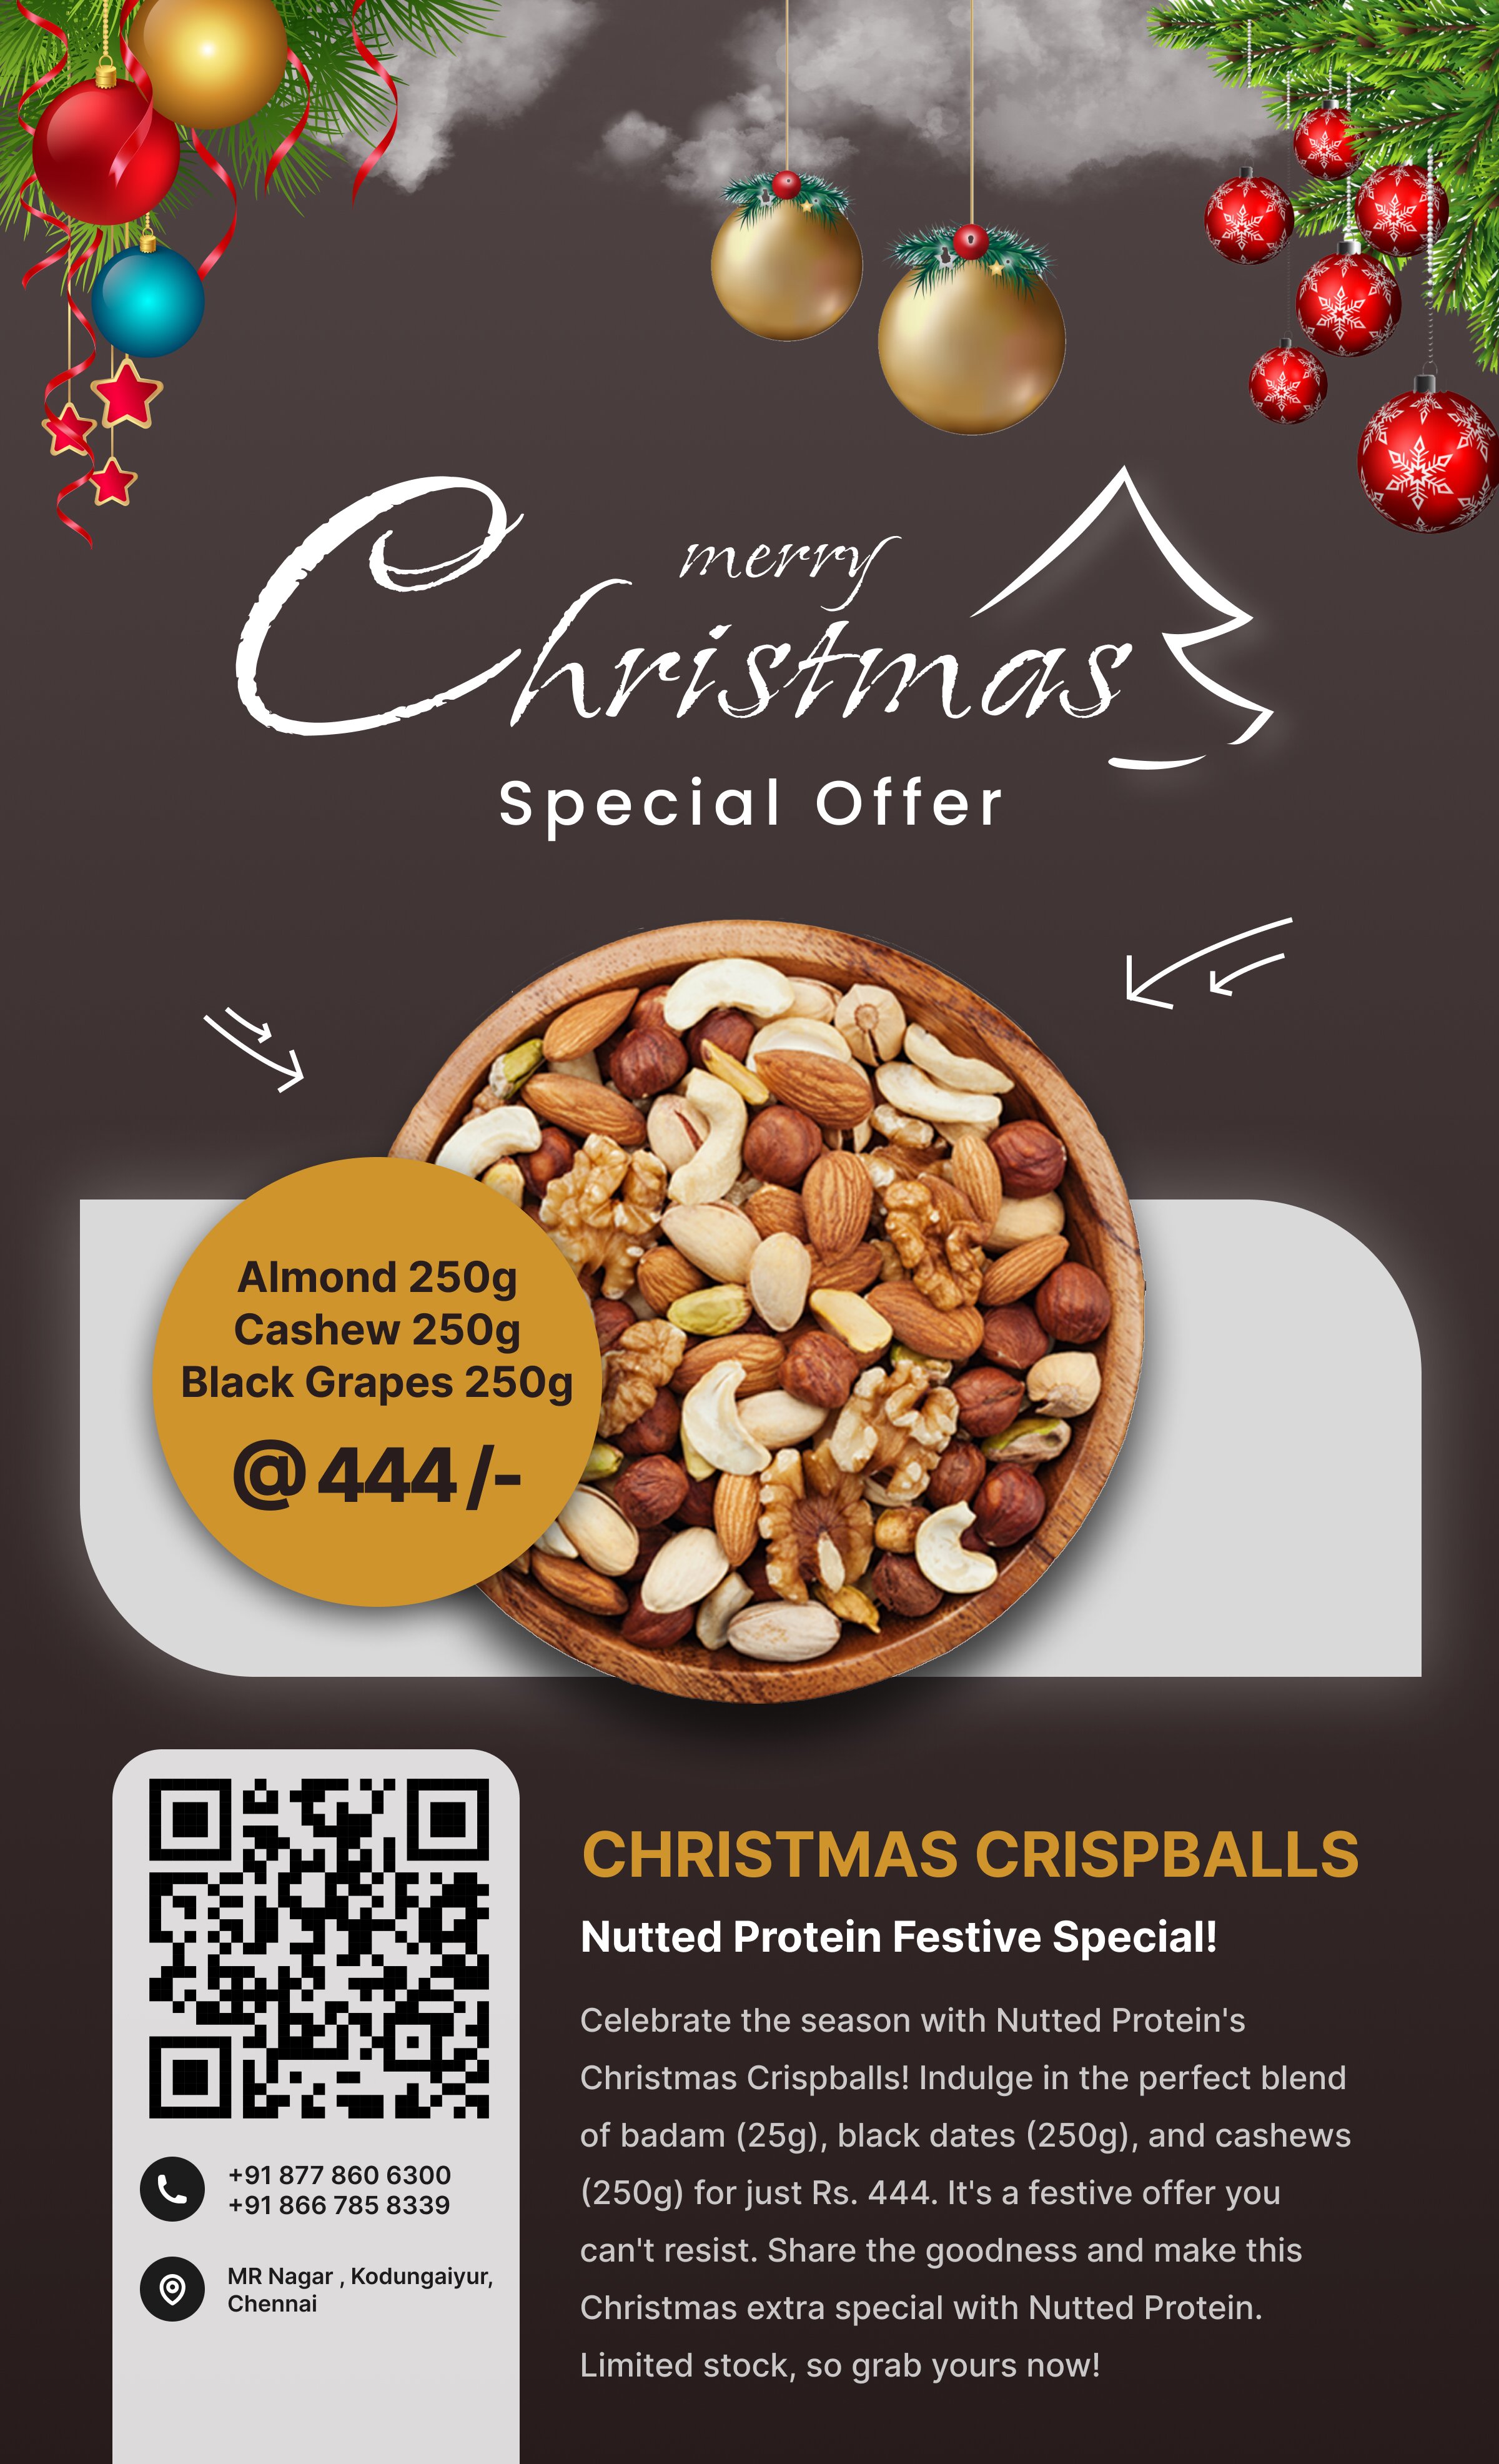 merry
Christmas
Special Offer
Almond 250g
Cashew 250g
Black Grapes 250g
@444/-
CHRISTMAS CRISPBALLS
Nutted Protein Festive Special!
Celebrate the season with Nutted Protein's
Christmas Crispballs! Indulge in the perfect blend
of badam (25g), black dates (250g), and cashews
(250g) for just Rs. 444. It's a festive offer you
can't resist. Share the goodness and make this
Christmas extra special with Nutted Protein.
Limited stock, so grab yours now!
+91 877 860 6300
+91 866 785 8339
MR Nagar , Kodungaiyur,
Chennai